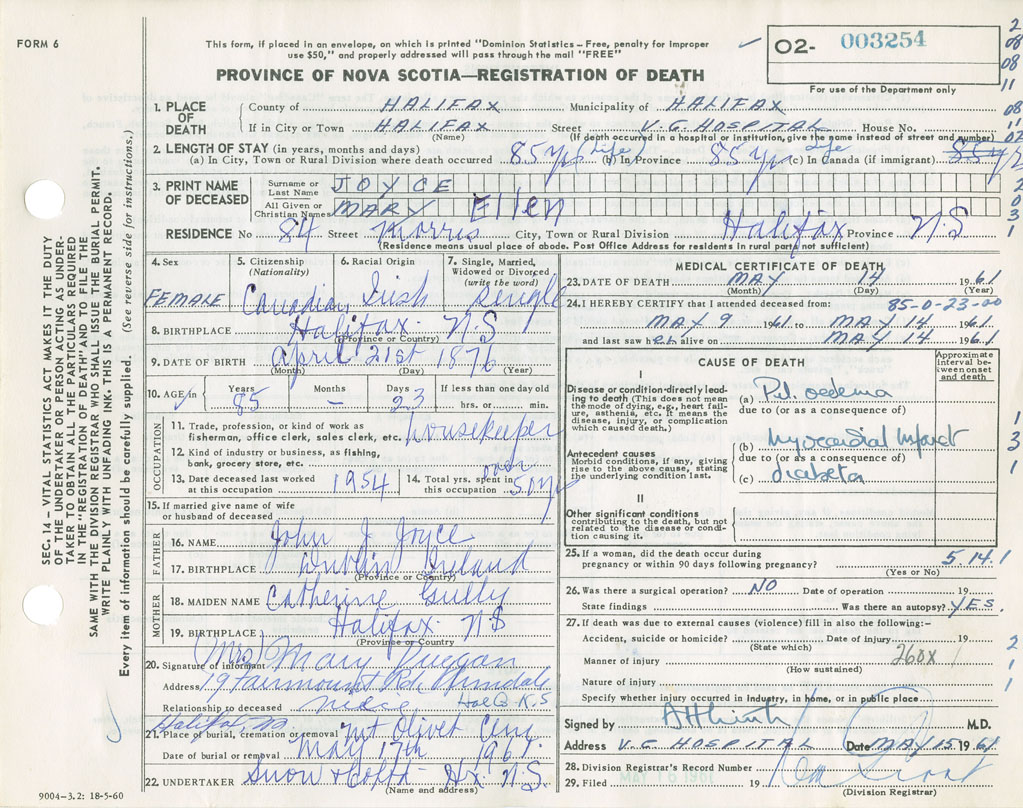 FORM 6
This form, if placed in an envelope, on which is printed "Dominion Statistics – Free, penalty for improper
use $50," and properly addressed will pass through the mail "FREE"
02- 003254
For use of the Department only
PROVINCE OF NOVA SCOTIA—REGISTRATION OF DEATH
SEC. 14 – VITAL STATISTICS ACT MAKES IT THE DUTY
OF THE UNDERTAKER OR PERSON ACTING AS UNDER-
TAKER TO OBTAIN ALL THE PARTICULARS REQUIRED
IN THE "REGISTRATION OF DEATH" AND TO FILE THE
SAME WITH THE DIVISION REGISTRAR WHO SHALL ISSUE THE BURIAL PERMIT.
WRITE PLAINLY WITH UNFADING INK. THIS IS A PERMANENT RECORD.
Every item of information should be carefully supplied. (See reverse side for instructions.)
1. PLACE OF DEATH County of HALIFAX Municipality of HALIFAX
If in City or Town HALIFAX Street V.G. HOSPITAL House No.
(Name) (If death occurred in a hospital or institution, give the name instead of street and number)
2. LENGTH OF STAY (in years, months and days)
(a) In City, Town or Rural Division where death occurred 85 yrs (life) (b) In Province 85 yr life (c) In Canada (if immigrant) 85 yr
3. PRINT NAME OF DECEASED Surname or Last Name JOYCE
All Given or Christian Names MARY Ellen
RESIDENCE No 84 Street Morris City, Town or Rural Division Halifax Province N.S
(Residence means usual place of abode. Post Office Address for residents in rural parts not sufficient)
4. Sex FEMALE
5. Citizenship (Nationality) Canadian
6. Racial Origin Irish
7. Single, Married, Widowed or Divorced (write the word) Single
8. BIRTHPLACE Halifax N.S
(Province or Country)
9. DATE OF BIRTH April 21st 1876
(Month) (Day) (Year)
10. AGE in Years 85 Months – Days 23 If less than one day old hrs. or min.
OCCUPATION
11. Trade, profession, or kind of work as fisherman, office clerk, sales clerk, etc. housekeeper
12. Kind of industry or business, as fishing, bank, grocery store, etc.
13. Date deceased last worked at this occupation 1954
14. Total yrs. spent in this occupation over 50 y
15. If married give name of wife or husband of deceased
FATHER
16. NAME John J. Joyce
17. BIRTHPLACE Dublin Ireland
(Province or Country)
MOTHER
18. MAIDEN NAME Catherine Gully
19. BIRTHPLACE Halifax N.S
(Province or Country
20. Signature of informant (Mrs) Mary Duggan
Address 19 Fairmount Rd. Armdale
Relationship to deceased niece Halifax N.S
21. Place of burial, cremation or removal Mt Olivet Cem
Date of burial or removal May 17th 1961.
22. UNDERTAKER Snow & Co Ltd – Hx. N.S.
(Name and address)
9004–3.2: 18-5-60
MEDICAL CERTIFICATE OF DEATH
23. DATE OF DEATH MAY 14 1961
(Month) (Day) (Year)
24. I HEREBY CERTIFY that I attended deceased from: 85-0-23-00
MAY 9 1961 to MAY 14 1961
and last saw her alive on MAY 14 1961
CAUSE OF DEATH
Approximate interval between onset and death
I
Disease or condition directly leading to death (This does not mean the mode of dying, e.g., heart failure, asthenia, etc. It means the disease, injury, or complication which caused death.)
(a) Pul. oedema
due to (or as a consequence of)
(b) Myocardial Infarct
Antecedent causes
Morbid conditions, if any, giving rise to the above cause, stating the underlying condition last.
due to (or as a consequence of)
(c) diabetes
II
Other significant conditions
contributing to the death, but not related to the disease or condition causing it.
25. If a woman, did the death occur during pregnancy or within 90 days following pregnancy? 5.14.1
(Yes or No)
26. Was there a surgical operation? NO Date of operation 19
State findings Was there an autopsy? YES.
27. If death was due to external causes (violence) fill in also the following:-
Accident, suicide or homicide? Date of injury 19
(State which)
Manner of injury 260X
(How sustained)
Nature of injury
Specify whether injury occurred in industry, in home, or in public place
Signed by M.D.
Address V.G. HOSPITAL Date MAY 15 1961
28. Division Registrar's Record Number
29. Filed 19
(Division Registrar)